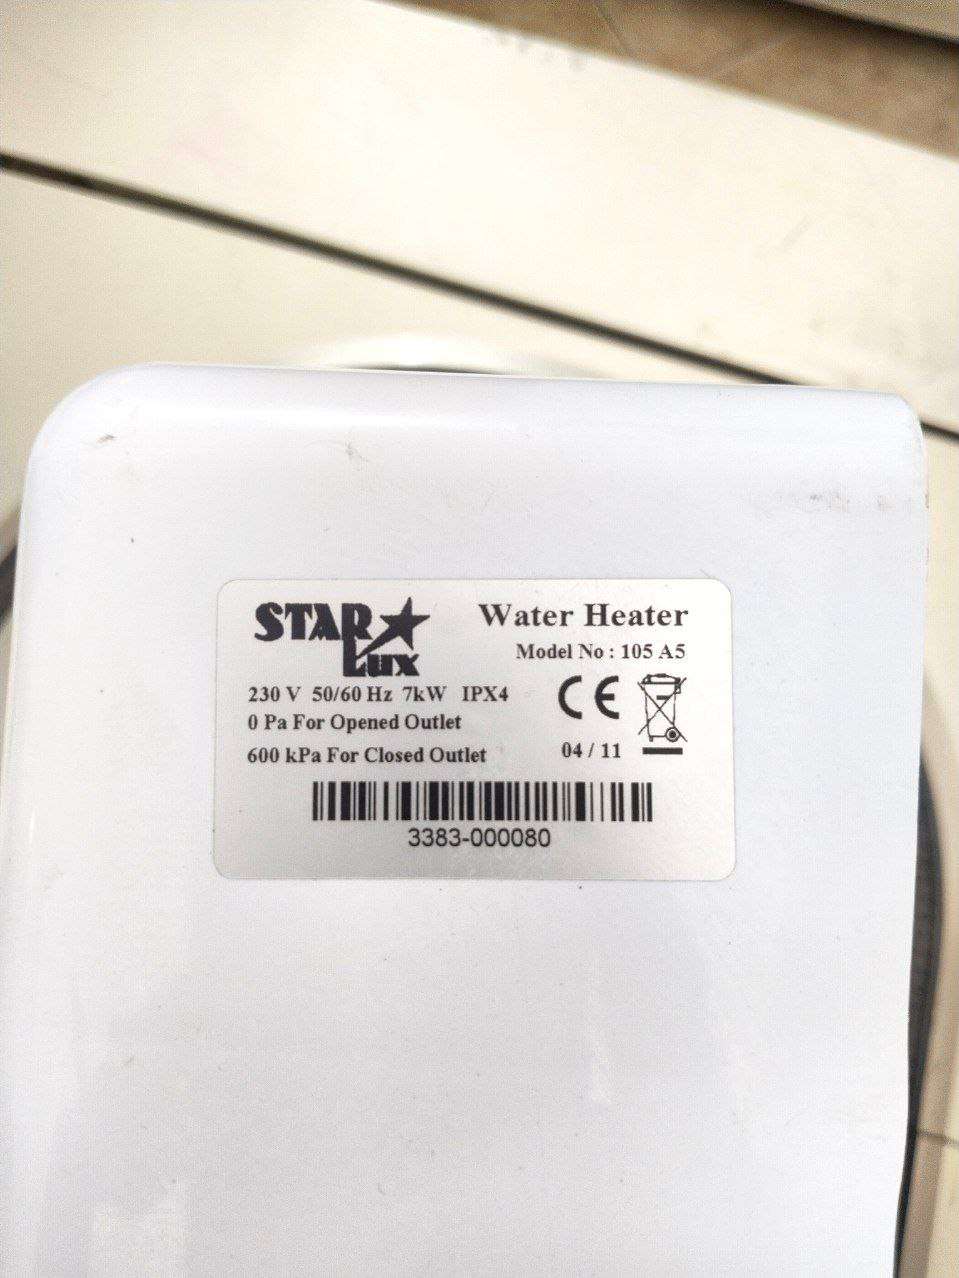 STAR LUX
Water Heater
Model No : 105 A5
230 V 50/60 Hz 7kW IPX4
0 Pa For Opened Outlet
600 kPa For Closed Outlet
CE
04 / 11
3383-000080